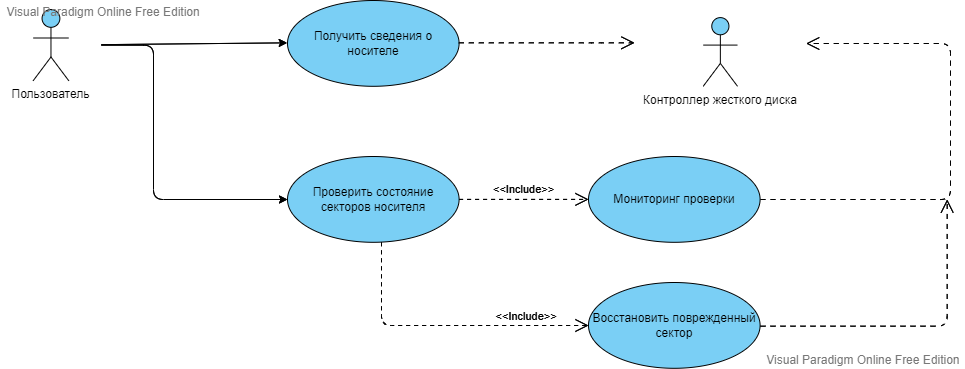 Visual Paradigm Online Free Edition
Получить сведения о
носителе
Пользователь
Контроллер жесткого диска
Проверить состояние
секторов носителя
<<Include>>
Мониторинг проверки
<<Include>>
Восстановить поврежденный
сектор
Visual Paradigm Online Free Edition